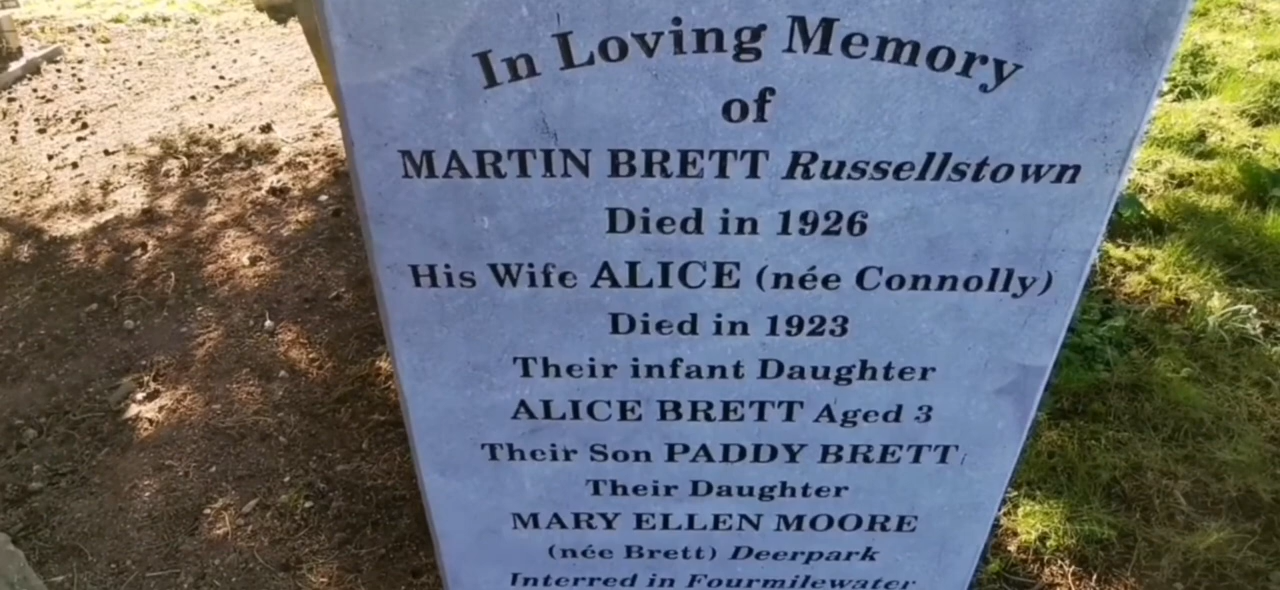 In Loving Memory
of
MARTIN BRETT Russellstown
Died in 1926
His Wife ALICE (née Connolly)
Died in 1923
Their infant Daughter
ALICE BRETT Aged 3
Their Son PADDY BRETT
Their Daughter
MARY ELLEN MOORE
(née Brett) Deerpark
Interred in Fourmilewater